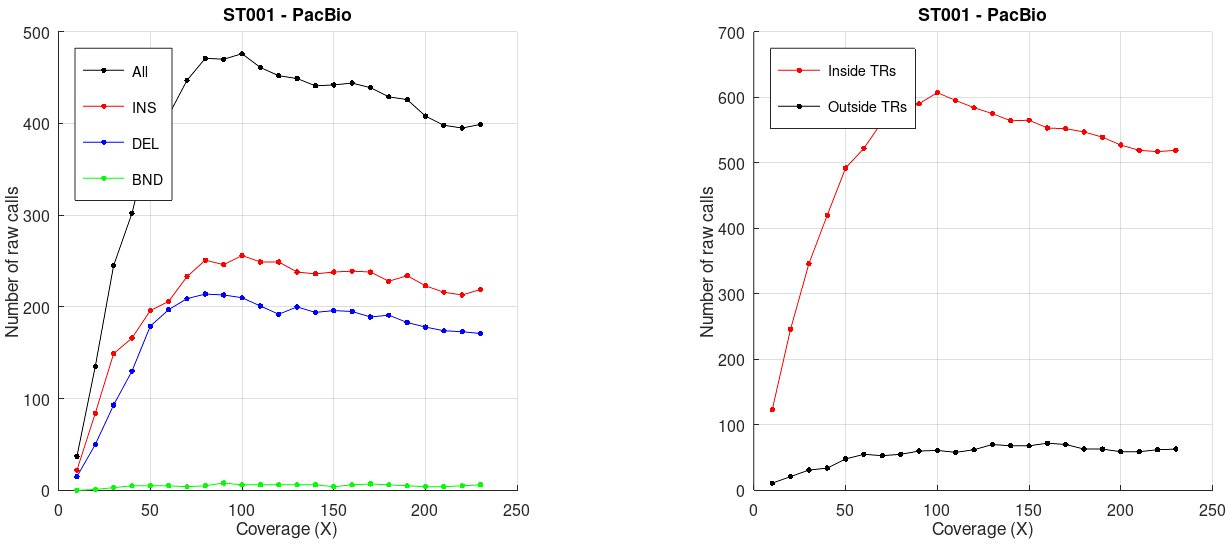 ST001 - PacBio
500
400
300
200
100
0
Number of raw calls
All
INS
DEL
BND
0
50
100
150
200
250
Coverage (X)
ST001 - PacBio
700
600
500
400
300
200
100
0
Number of raw calls
Inside TRs
Outside TRs
0
50
100
150
200
250
Coverage (X)